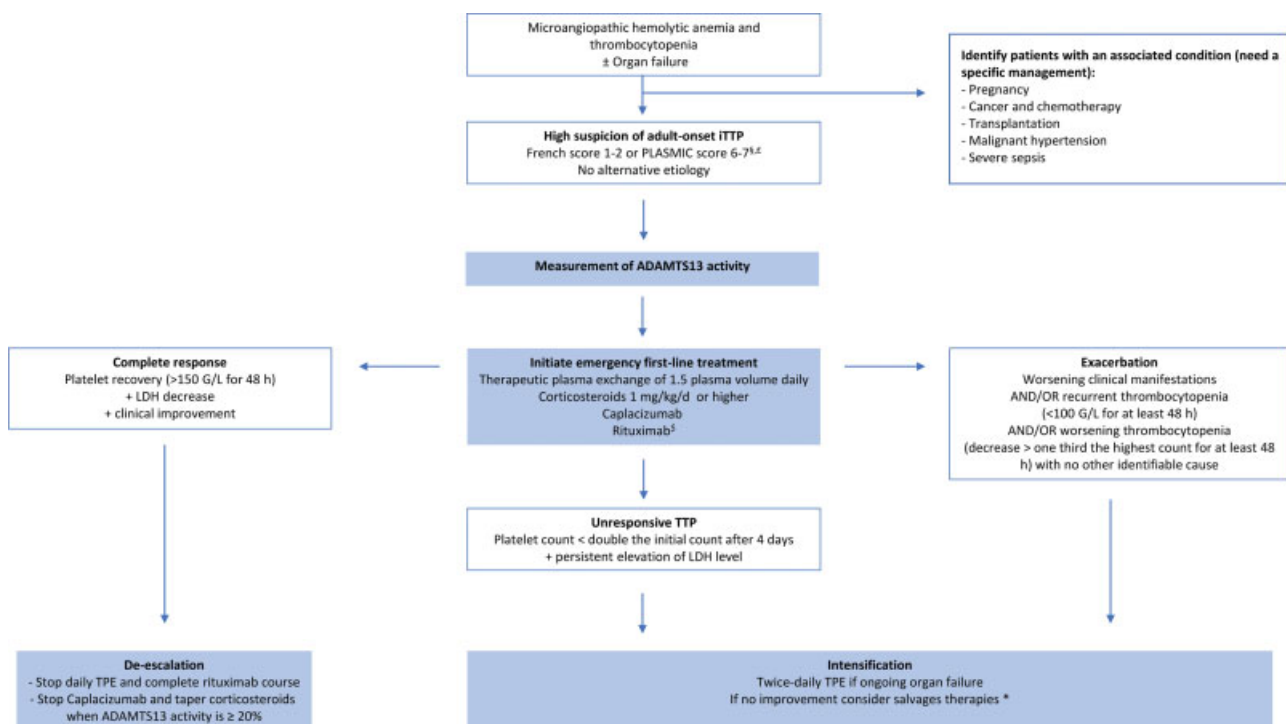 Microangiopathic hemolytic anemia and
thrombocytopenia
± Organ failure
Identify patients with an associated condition (need a
specific management):
- Pregnancy
- Cancer and chemotherapy
- Transplantation
- Malignant hypertension
- Severe sepsis
High suspicion of adult-onset iTTP
French score 1-2 or PLASMIC score 6-7§,£
No alternative etiology
Measurement of ADAMTS13 activity
Complete response
Platelet recovery (>150 G/L for 48 h)
+ LDH decrease
+ clinical improvement
Initiate emergency first-line treatment
Therapeutic plasma exchange of 1.5 plasma volume daily
Corticosteroids 1 mg/kg/d or higher
Caplacizumab
Rituximab$
Exacerbation
Worsening clinical manifestations
AND/OR recurrent thrombocytopenia
(<100 G/L for at least 48 h)
AND/OR worsening thrombocytopenia
(decrease > one third the highest count for at least 48
h) with no other identifiable cause
Unresponsive TTP
Platelet count < double the initial count after 4 days
+ persistent elevation of LDH level
De-escalation
- Stop daily TPE and complete rituximab course
- Stop Caplacizumab and taper corticosteroids
when ADAMTS13 activity is ≥ 20%
Intensification
Twice-daily TPE if ongoing organ failure
If no improvement consider salvages therapies *